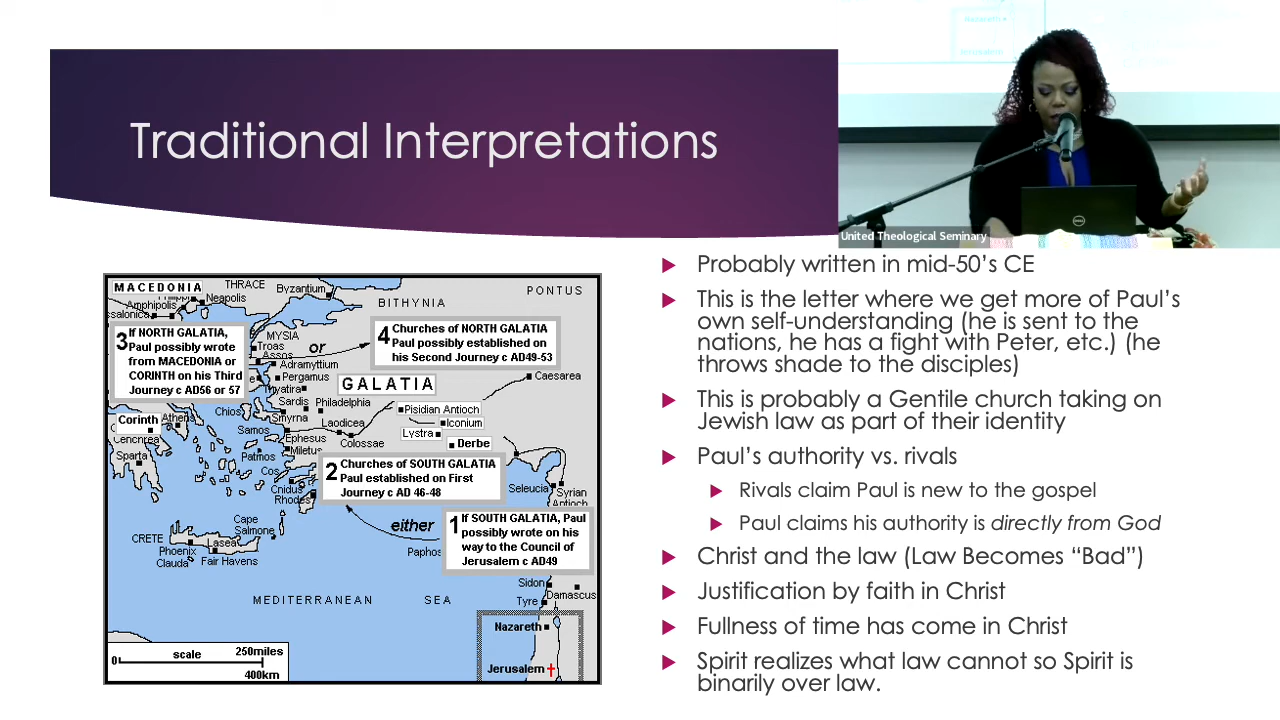 Traditional Interpretations
Nazareth
Jerusalem
DELL
United Theological Seminary
MACEDONIA
THRACE
Byzantium
PONTUS
Amphipolis
Neapolis
BITHYNIA
3 If NORTH GALATIA,
Paul possibly wrote
from MACEDONIA or
CORINTH on his Third
Journey c AD56 or 57
MYSIA
Troas
Assos
Adramyttium
Pergamus
or
4 Churches of NORTH GALATIA
Paul possibly established on
his Second Journey c AD49-53
GALATIA
Caesarea
Sardis
Philadelphia
Smyrna
Chios
Samos
Laodicea
Ephesus
Colossae
Miletus
Pisidian Antioch
Iconium
Lystra
Derbe
Corinth
Athens
Cenchrea
Sparta
Patmos
Cos
Cnidus
Rhodes
2 Churches of SOUTH GALATIA
Paul established on First
Journey c AD 46-48
Seleucia
Syrian
Antioch
either
1 If SOUTH GALATIA, Paul
possibly wrote on his
way to the Council of
Jerusalem c AD49
CRETE
Phoenix
Clauda
Lasea
Fair Havens
Cape
Salmone
Paphos
Sidon
Damascus
Tyre
MEDITERRANEAN SEA
Nazareth
Jerusalem
0 scale 250miles
400km
Probably written in mid-50’s CE
This is the letter where we get more of Paul’s
own self-understanding (he is sent to the
nations, he has a fight with Peter, etc.) (he
throws shade to the disciples)
This is probably a Gentile church taking on
Jewish law as part of their identity
Paul’s authority vs. rivals
Rivals claim Paul is new to the gospel
Paul claims his authority is directly from God
Christ and the law (Law Becomes “Bad”)
Justification by faith in Christ
Fullness of time has come in Christ
Spirit realizes what law cannot so Spirit is
binarily over law.